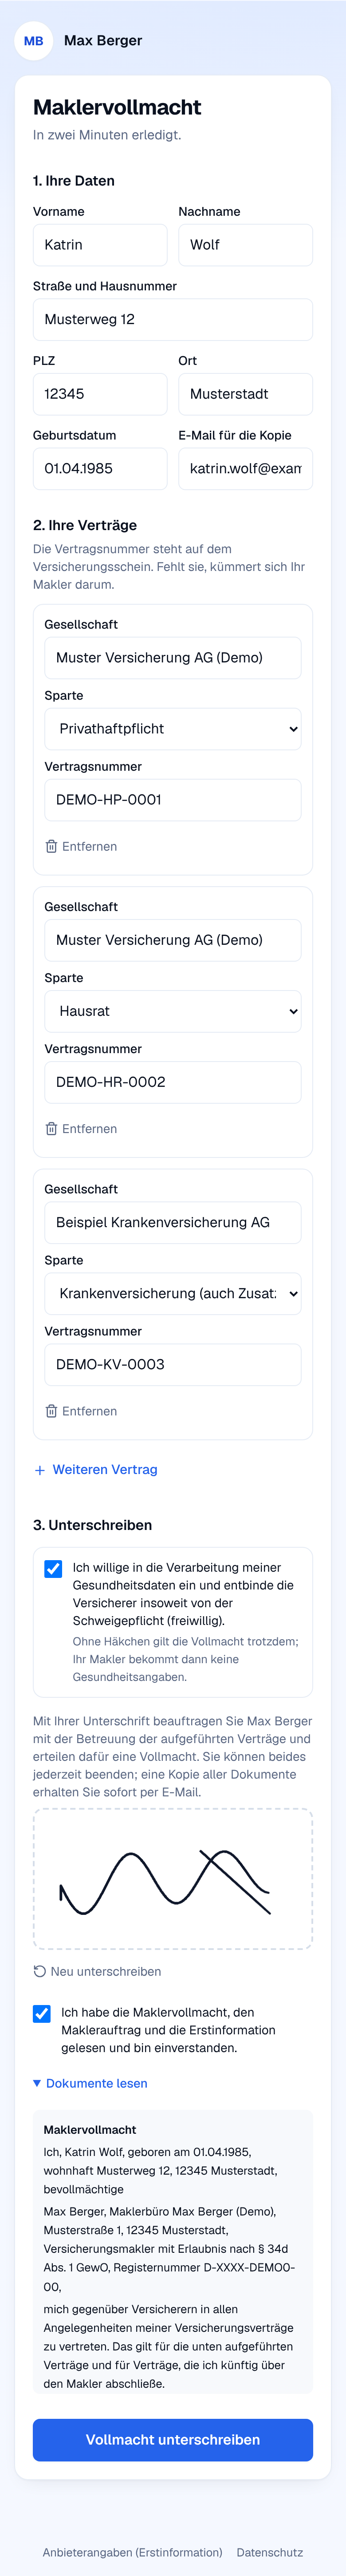 MB
Max Berger
Maklervollmacht
In zwei Minuten erledigt.
1. Ihre Daten
Vorname
Nachname
Katrin
Wolf
Straße und Hausnummer
Musterweg 12
PLZ
Ort
12345
Musterstadt
Geburtsdatum
E-Mail für die Kopie
01.04.1985
katrin.wolf@exam
2. Ihre Verträge
Die Vertragsnummer steht auf dem
Versicherungsschein. Fehlt sie, kümmert sich Ihr
Makler darum.
Gesellschaft
Muster Versicherung AG (Demo)
Sparte
Privathaftpflicht
Vertragsnummer
DEMO-HP-0001
Entfernen
Gesellschaft
Muster Versicherung AG (Demo)
Sparte
Hausrat
Vertragsnummer
DEMO-HR-0002
Entfernen
Gesellschaft
Beispiel Krankenversicherung AG
Sparte
Krankenversicherung (auch Zusat
Vertragsnummer
DEMO-KV-0003
Entfernen
+ Weiteren Vertrag
3. Unterschreiben
Ich willige in die Verarbeitung meiner
Gesundheitsdaten ein und entbinde die
Versicherer insoweit von der
Schweigepflicht (freiwillig).
Ohne Häkchen gilt die Vollmacht trotzdem;
Ihr Makler bekommt dann keine
Gesundheitsangaben.
Mit Ihrer Unterschrift beauftragen Sie Max Berger
mit der Betreuung der aufgeführten Verträge und
erteilen dafür eine Vollmacht. Sie können beides
jederzeit beenden; eine Kopie aller Dokumente
erhalten Sie sofort per E-Mail.
Neu unterschreiben
Ich habe die Maklervollmacht, den
Maklerauftrag und die Erstinformation
gelesen und bin einverstanden.
Dokumente lesen
Maklervollmacht
Ich, Katrin Wolf, geboren am 01.04.1985,
wohnhaft Musterweg 12, 12345 Musterstadt,
bevollmächtige
Max Berger, Maklerbüro Max Berger (Demo),
Musterstraße 1, 12345 Musterstadt,
Versicherungsmakler mit Erlaubnis nach § 34d
Abs. 1 GewO, Registernummer D-XXXX-DEMO0-
00,
mich gegenüber Versicherern in allen
Angelegenheiten meiner Versicherungsverträge
zu vertreten. Das gilt für die unten aufgeführten
Verträge und für Verträge, die ich künftig über
den Makler abschließe.
Vollmacht unterschreiben
Anbieterangaben (Erstinformation)
Datenschutz